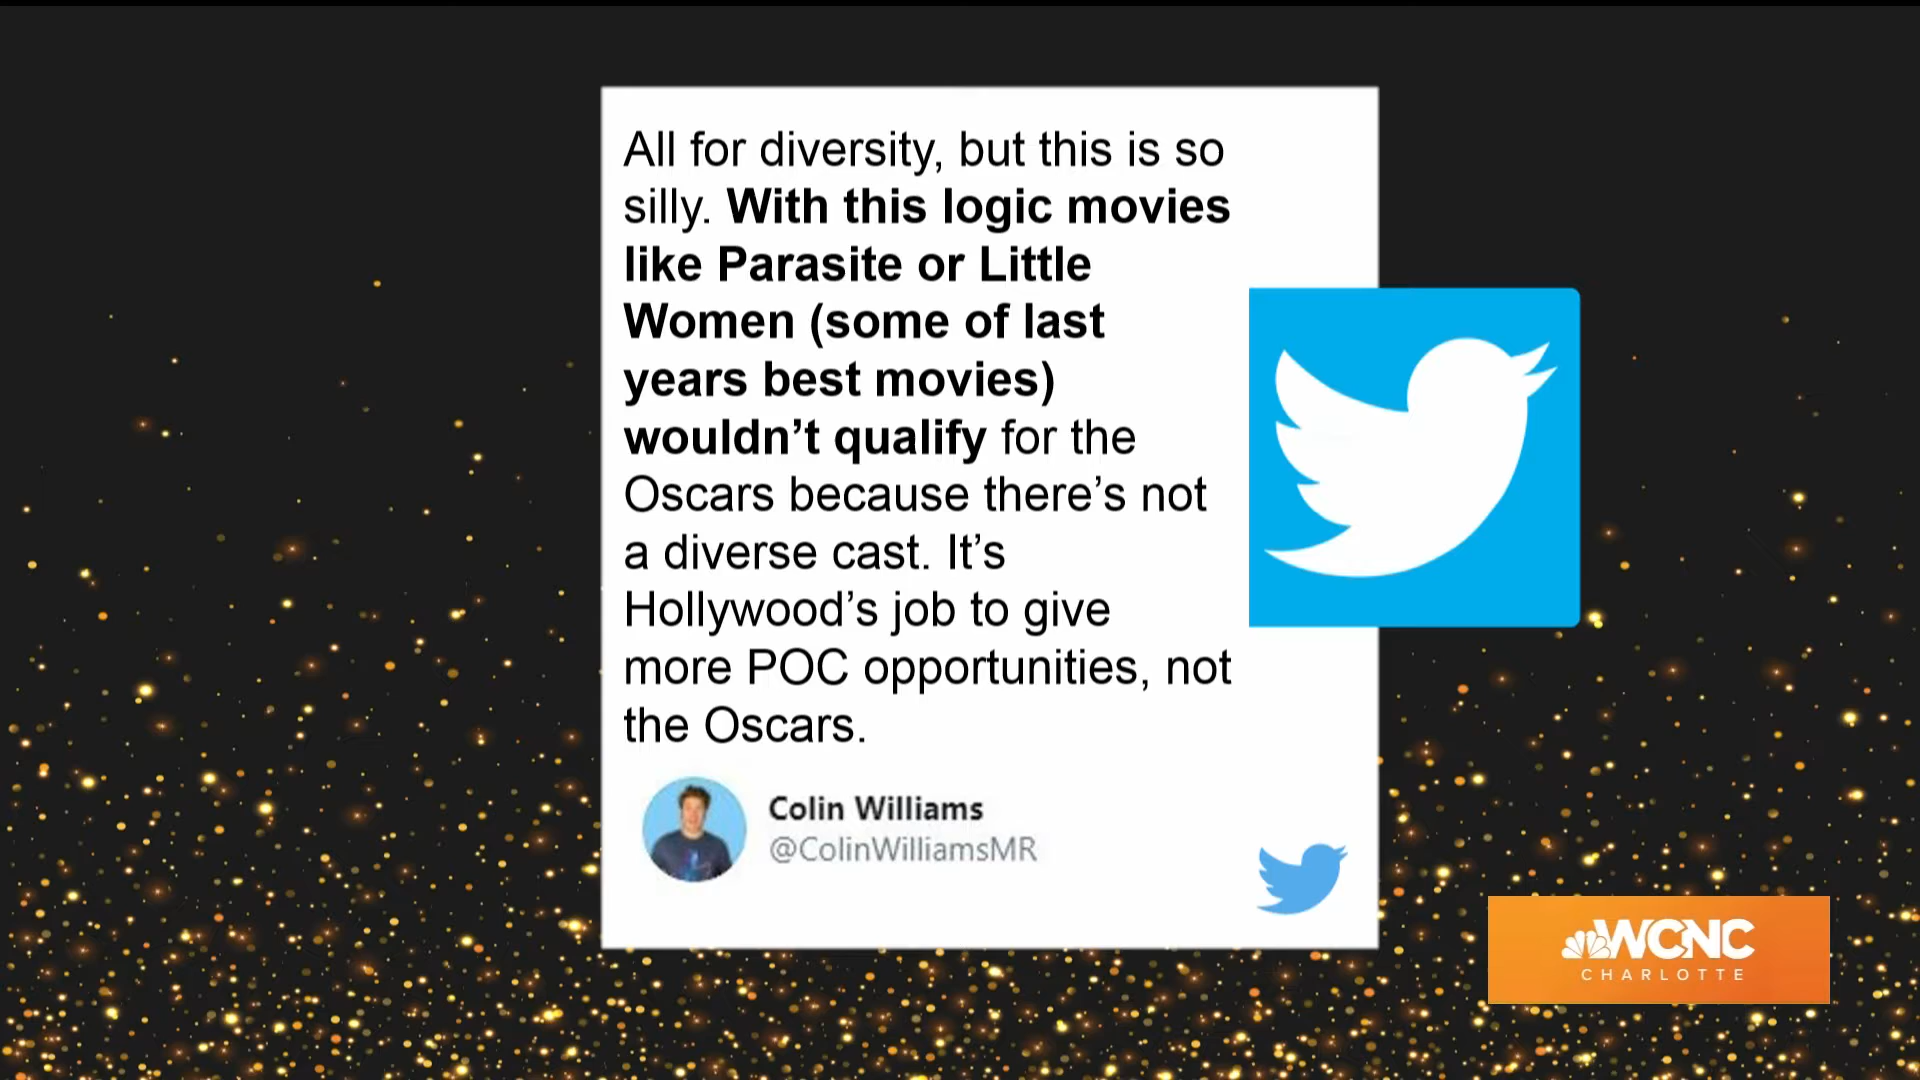 All for diversity, but this is so
silly. With this logic movies
like Parasite or Little
Women (some of last
years best movies)
wouldn’t qualify for the
Oscars because there’s not
a diverse cast. It’s
Hollywood’s job to give
more POC opportunities, not
the Oscars.
Colin Williams
@ColinWilliamsMR
WCNC
CHARLOTTE